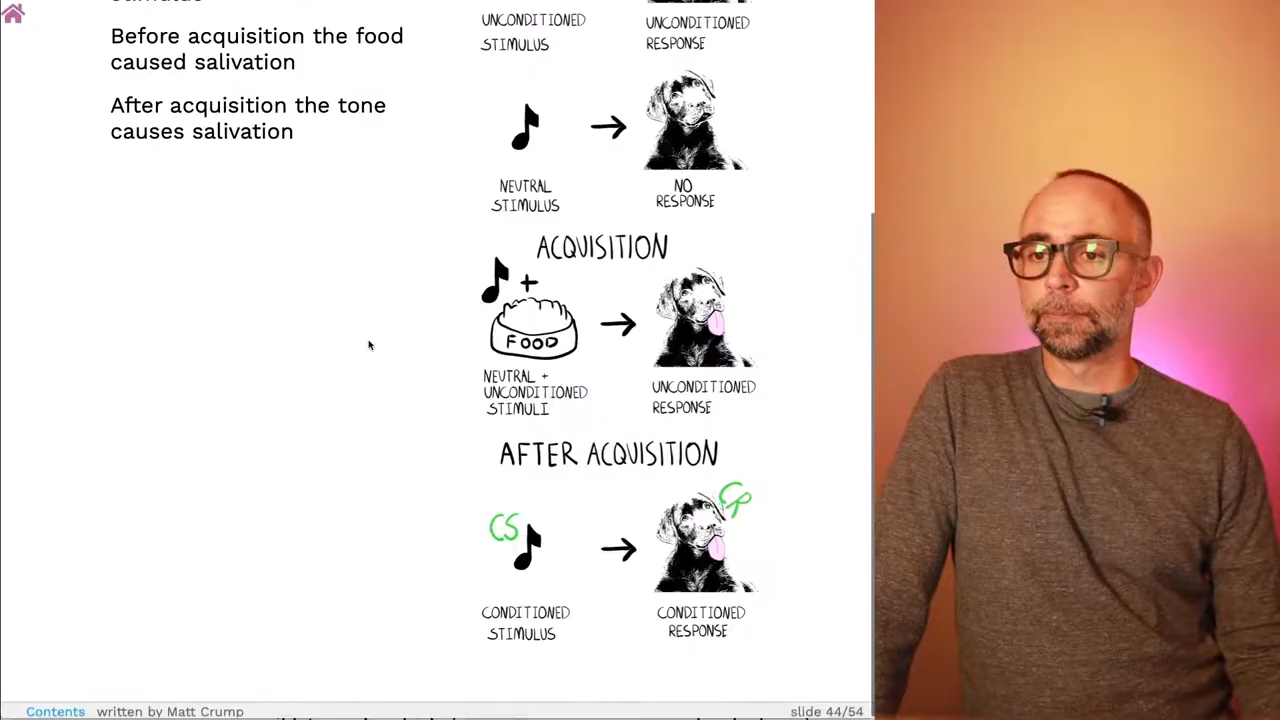 Before acquisition the food
caused salivation
After acquisition the tone
causes salivation
UNCONDITIONED
STIMULUS
UNCONDITIONED
RESPONSE
NEUTRAL
STIMULUS
NO
RESPONSE
ACQUISITION
+
FOOD
NEUTRAL +
UNCONDITIONED
STIMULI
UNCONDITIONED
RESPONSE
AFTER ACQUISITION
CS
CR
CONDITIONED
STIMULUS
CONDITIONED
RESPONSE
Contents written by Matt Crump
slide 44/54